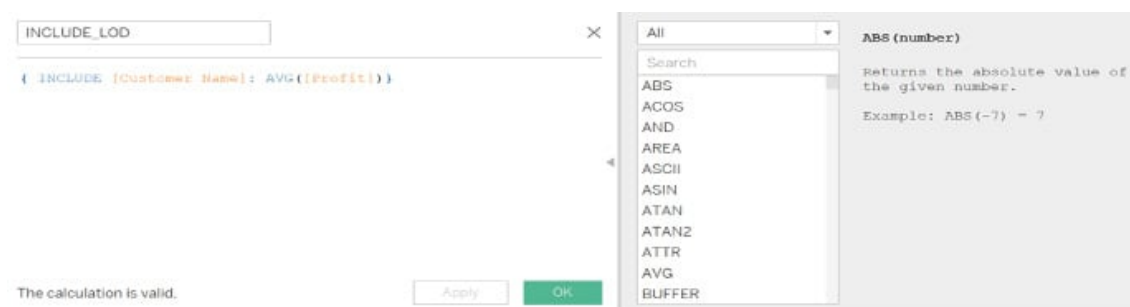 INCLUDE_LOD
{ INCLUDE [Customer Name]: AVG([Profit])}
The calculation is valid.
Apply
OK
All
Search
ABS
ACOS
AND
AREA
ASCII
ASIN
ATAN
ATAN2
ATTR
AVG
BUFFER
ABS(number)
Returns the absolute value of
the given number.
Example: ABS(-7) = 7